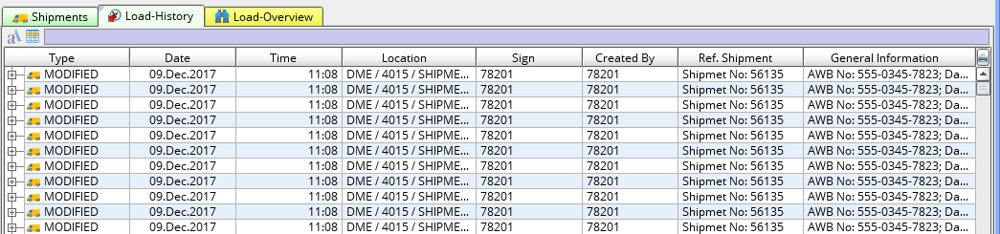 Shipments Load-History Load-Overview
Type Date Time Location Sign Created By Ref. Shipment General Information
MODIFIED 09.Dec.2017 11:08 DME / 4015 / SHIPME... 78201 78201 Shipmet No: 56135 AWB No: 555-0345-7823; Da...
MODIFIED 09.Dec.2017 11:08 DME / 4015 / SHIPME... 78201 78201 Shipmet No: 56135 AWB No: 555-0345-7823; Da...
MODIFIED 09.Dec.2017 11:08 DME / 4015 / SHIPME... 78201 78201 Shipmet No: 56135 AWB No: 555-0345-7823; Da...
MODIFIED 09.Dec.2017 11:08 DME / 4015 / SHIPME... 78201 78201 Shipmet No: 56135 AWB No: 555-0345-7823; Da...
MODIFIED 09.Dec.2017 11:08 DME / 4015 / SHIPME... 78201 78201 Shipmet No: 56135 AWB No: 555-0345-7823; Da...
MODIFIED 09.Dec.2017 11:08 DME / 4015 / SHIPME... 78201 78201 Shipmet No: 56135 AWB No: 555-0345-7823; Da...
MODIFIED 09.Dec.2017 11:08 DME / 4015 / SHIPME... 78201 78201 Shipmet No: 56135 AWB No: 555-0345-7823; Da...
MODIFIED 09.Dec.2017 11:08 DME / 4015 / SHIPME... 78201 78201 Shipmet No: 56135 AWB No: 555-0345-7823; Da...
MODIFIED 09.Dec.2017 11:08 DME / 4015 / SHIPME... 78201 78201 Shipmet No: 56135 AWB No: 555-0345-7823; Da...
MODIFIED 09.Dec.2017 11:08 DME / 4015 / SHIPME... 78201 78201 Shipmet No: 56135 AWB No: 555-0345-7823; Da...
MODIFIED 09.Dec.2017 11:08 DME / 4015 / SHIPME... 78201 78201 Shipmet No: 56135 AWB No: 555-0345-7823; Da...